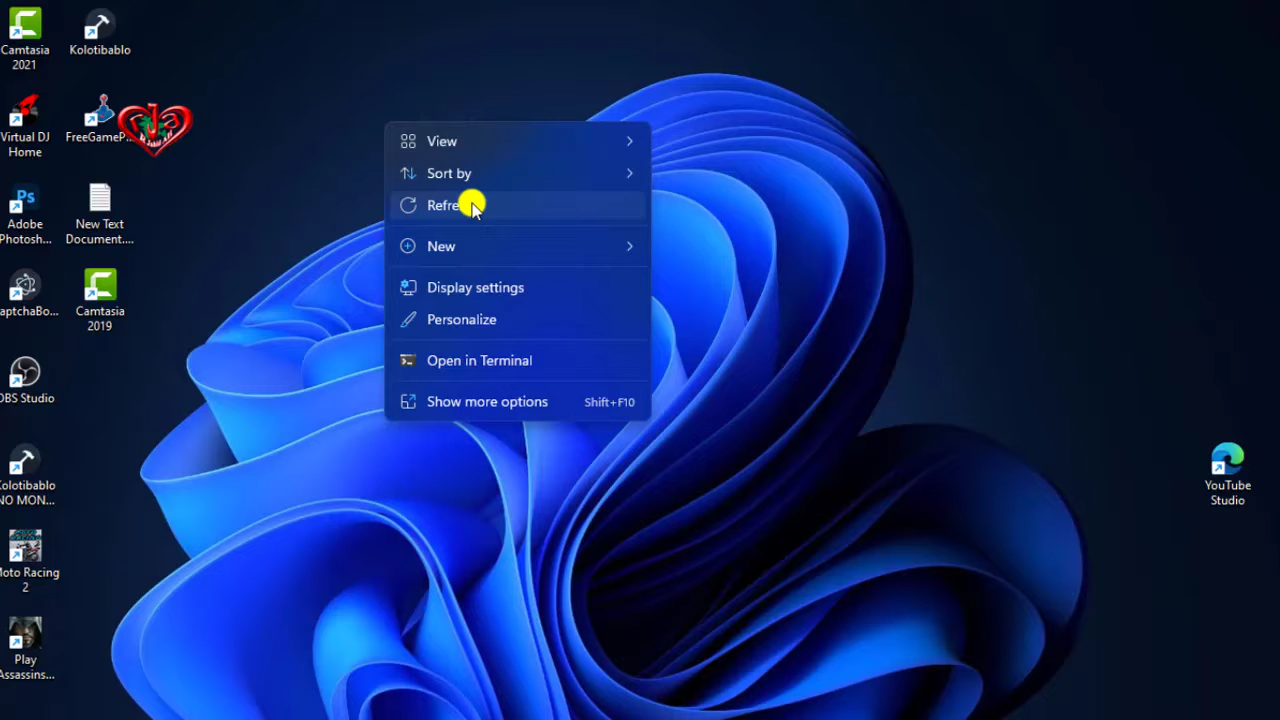 Camtasia
2021
Kolotibablo
Virtual DJ
Home
FreeGameP...
Adobe
Photosh...
New Text
Document....
aptchaBo...
Camtasia
2019
OBS Studio
Kolotibablo
NO MON...
Moto Racing
2
Play
Assassins...
View
Sort by
Refre
New
Display settings
Personalize
Open in Terminal
Show more options Shift+F10
YouTube
Studio